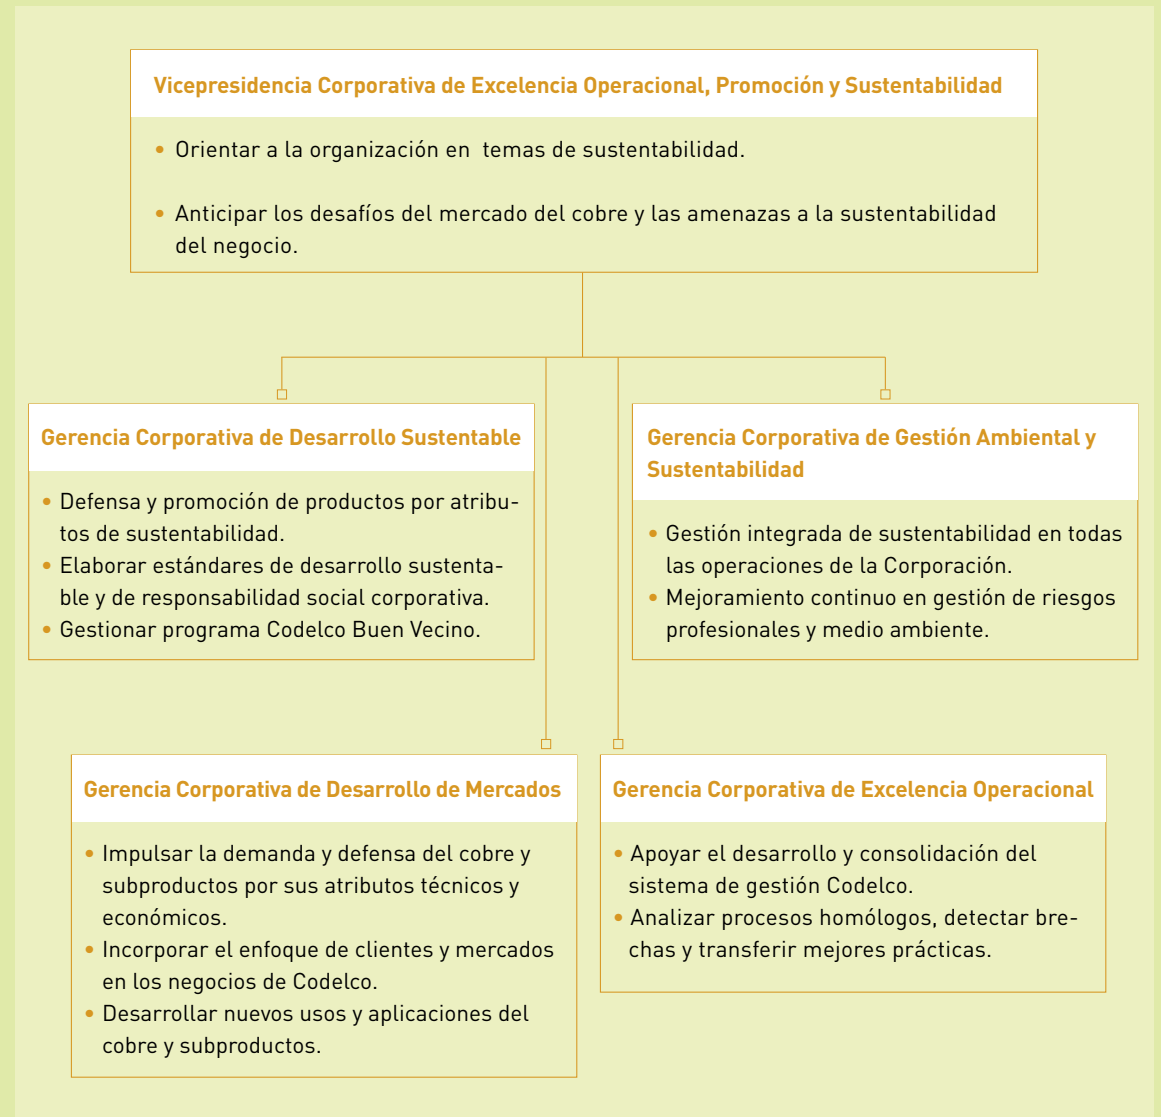 Vicepresidencia Corporativa de Excelencia Operacional, Promoción y Sustentabilidad
• Orientar a la organización en temas de sustentabilidad.
• Anticipar los desafíos del mercado del cobre y las amenazas a la sustentabilidad
del negocio.
Gerencia Corporativa de Desarrollo Sustentable
• Defensa y promoción de productos por atribu-
tos de sustentabilidad.
• Elaborar estándares de desarrollo sustenta-
ble y de responsabilidad social corporativa.
• Gestionar programa Codelco Buen Vecino.
Gerencia Corporativa de Gestión Ambiental y
Sustentabilidad
• Gestión integrada de sustentabilidad en todas
las operaciones de la Corporación.
• Mejoramiento continuo en gestión de riesgos
profesionales y medio ambiente.
Gerencia Corporativa de Desarrollo de Mercados
• Impulsar la demanda y defensa del cobre y
subproductos por sus atributos técnicos y
económicos.
• Incorporar el enfoque de clientes y mercados
en los negocios de Codelco.
• Desarrollar nuevos usos y aplicaciones del
cobre y subproductos.
Gerencia Corporativa de Excelencia Operacional
• Apoyar el desarrollo y consolidación del
sistema de gestión Codelco.
• Analizar procesos homólogos, detectar bre-
chas y transferir mejores prácticas.